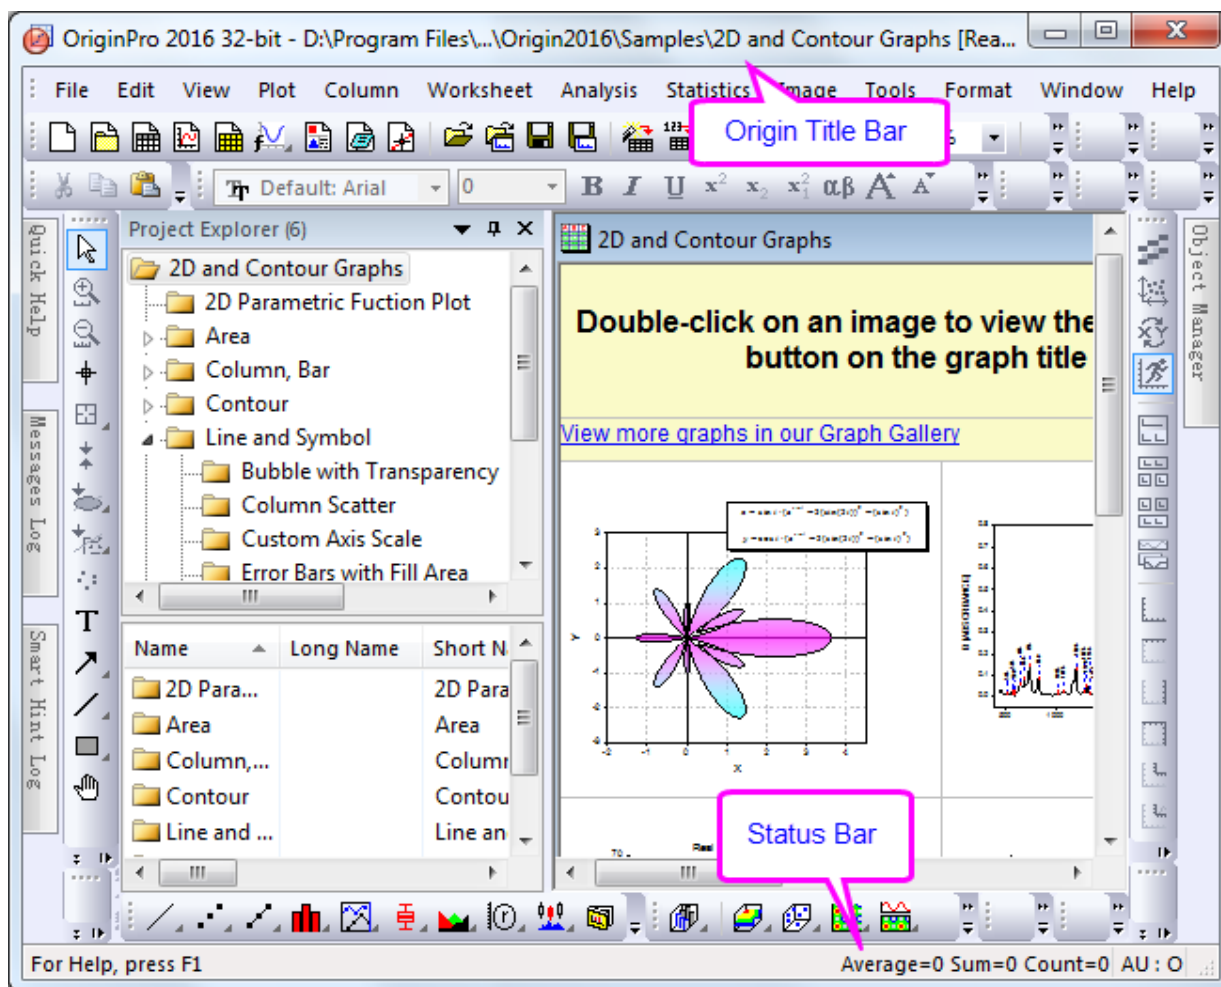 OriginPro 2016 32-bit - D:\Program Files\...\Origin2016\Samples\2D and Contour Graphs [Rea...
File Edit View Plot Column Worksheet Analysis Statistics Image Tools Format Window Help
Origin Title Bar
Default: Arial 0 B I U x² x₂ αβ A A
Quick Help
Messages Log
Smart Hint Log
Project Explorer (6)
2D and Contour Graphs
2D Parametric Fuction Plot
Area
Column, Bar
Contour
Line and Symbol
Bubble with Transparency
Column Scatter
Custom Axis Scale
Error Bars with Fill Area
Name Long Name Short N
2D Para... 2D Para
Area Area
Column,... Colum
Contour Contou
Line and ... Line an
2D and Contour Graphs
Double-click on an image to view the
button on the graph title
View more graphs in our Graph Gallery
Y
X
70
Object Manager
Status Bar
For Help, press F1
Average=0 Sum=0 Count=0 AU : O